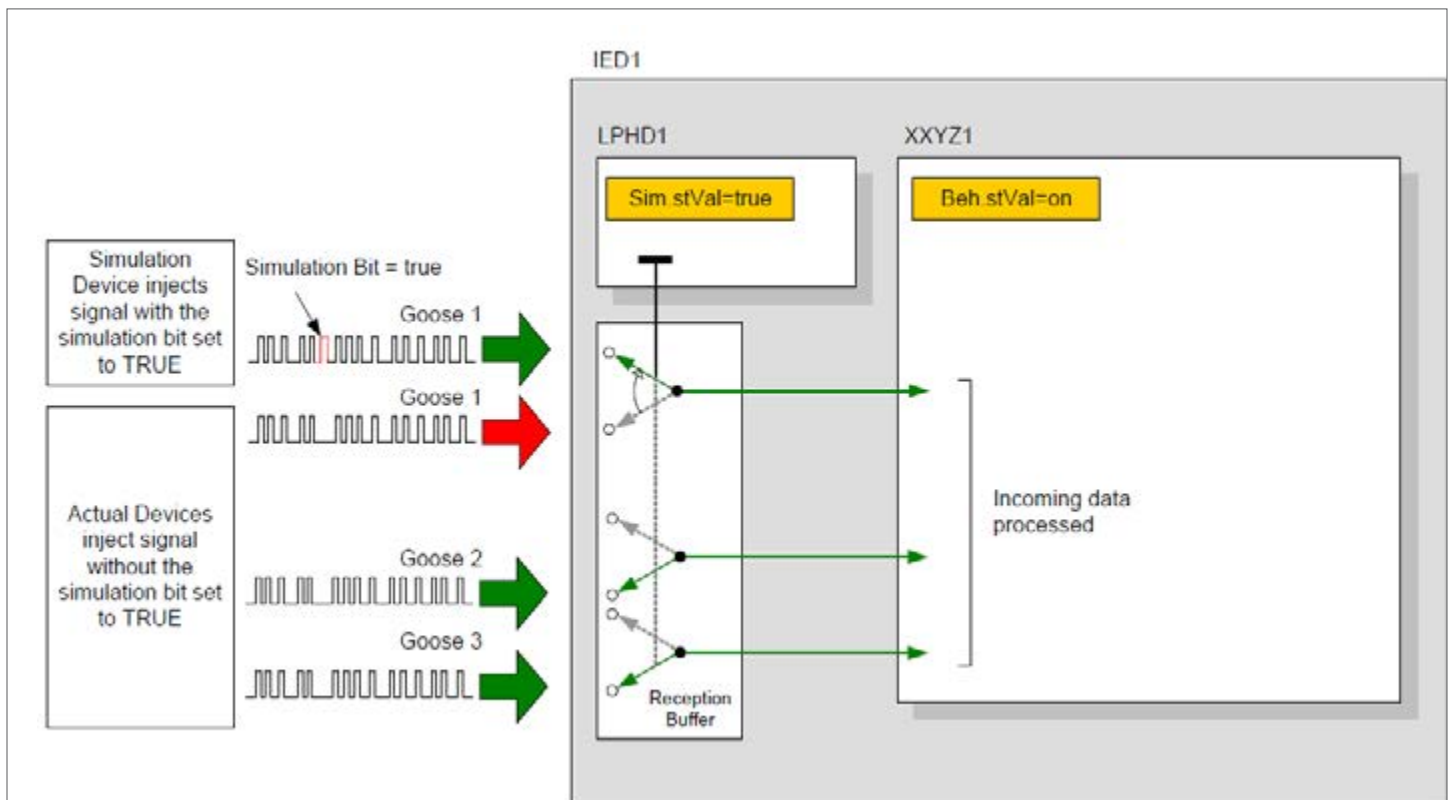 IED1
LPHD1
XXYZ1
Sim.stVal=true
Beh.stVal=on
Simulation
Device injects
signal with the
simulation bit set
to TRUE
Simulation Bit = true
Goose 1
Goose 1
Actual Devices
inject signal
without the
simulation bit set
to TRUE
Goose 2
Goose 3
Incoming data
processed
Reception
Buffer